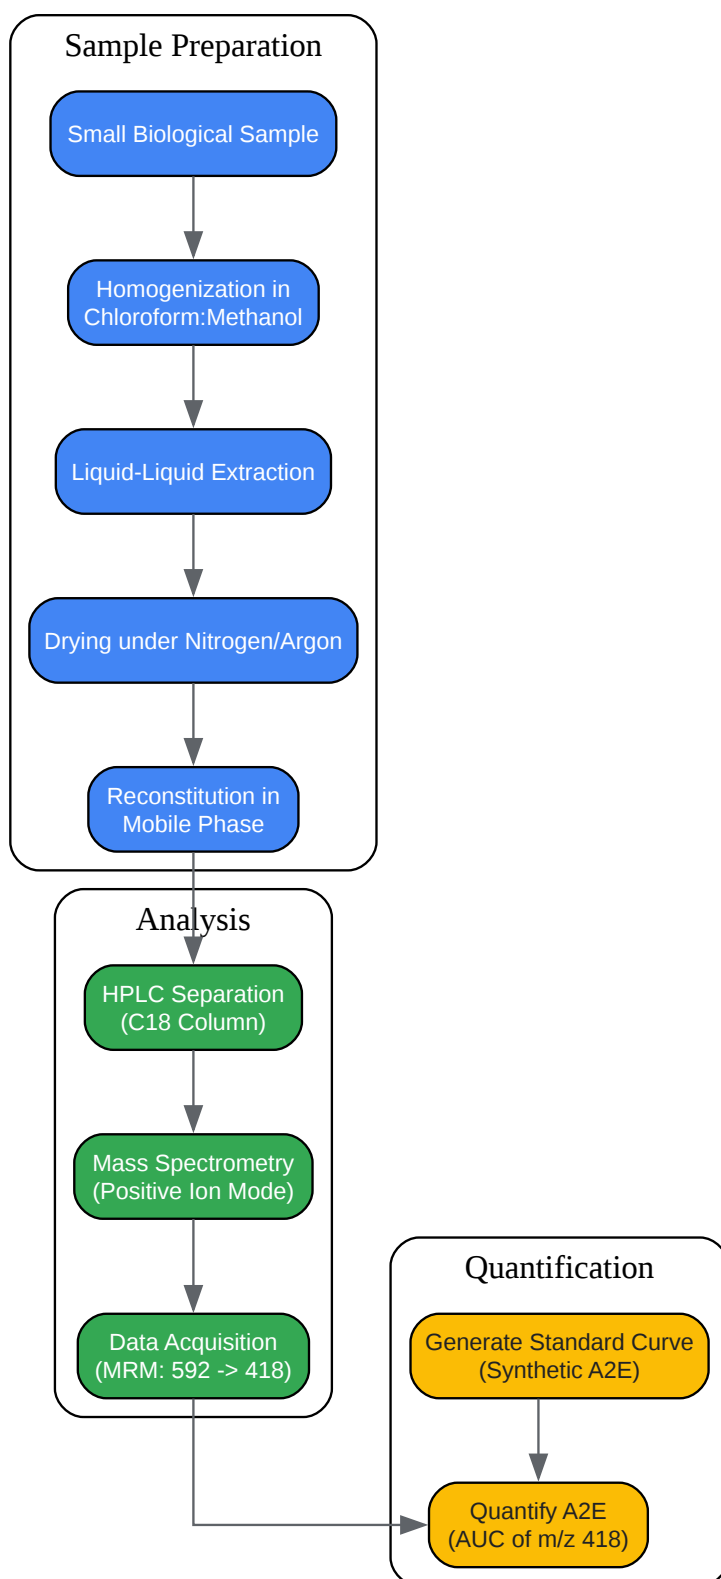 Sample Preparation
Small Biological Sample
Homogenization in
Chloroform:Methanol
Liquid-Liquid Extraction
Drying under Nitrogen/Argon
Reconstitution in
Mobile Phase
Analysis
HPLC Separation
(C18 Column)
Mass Spectrometry
(Positive Ion Mode)
Data Acquisition
(MRM: 592 -> 418)
Quantification
Generate Standard Curve
(Synthetic A2E)
Quantify A2E
(AUC of m/z 418)